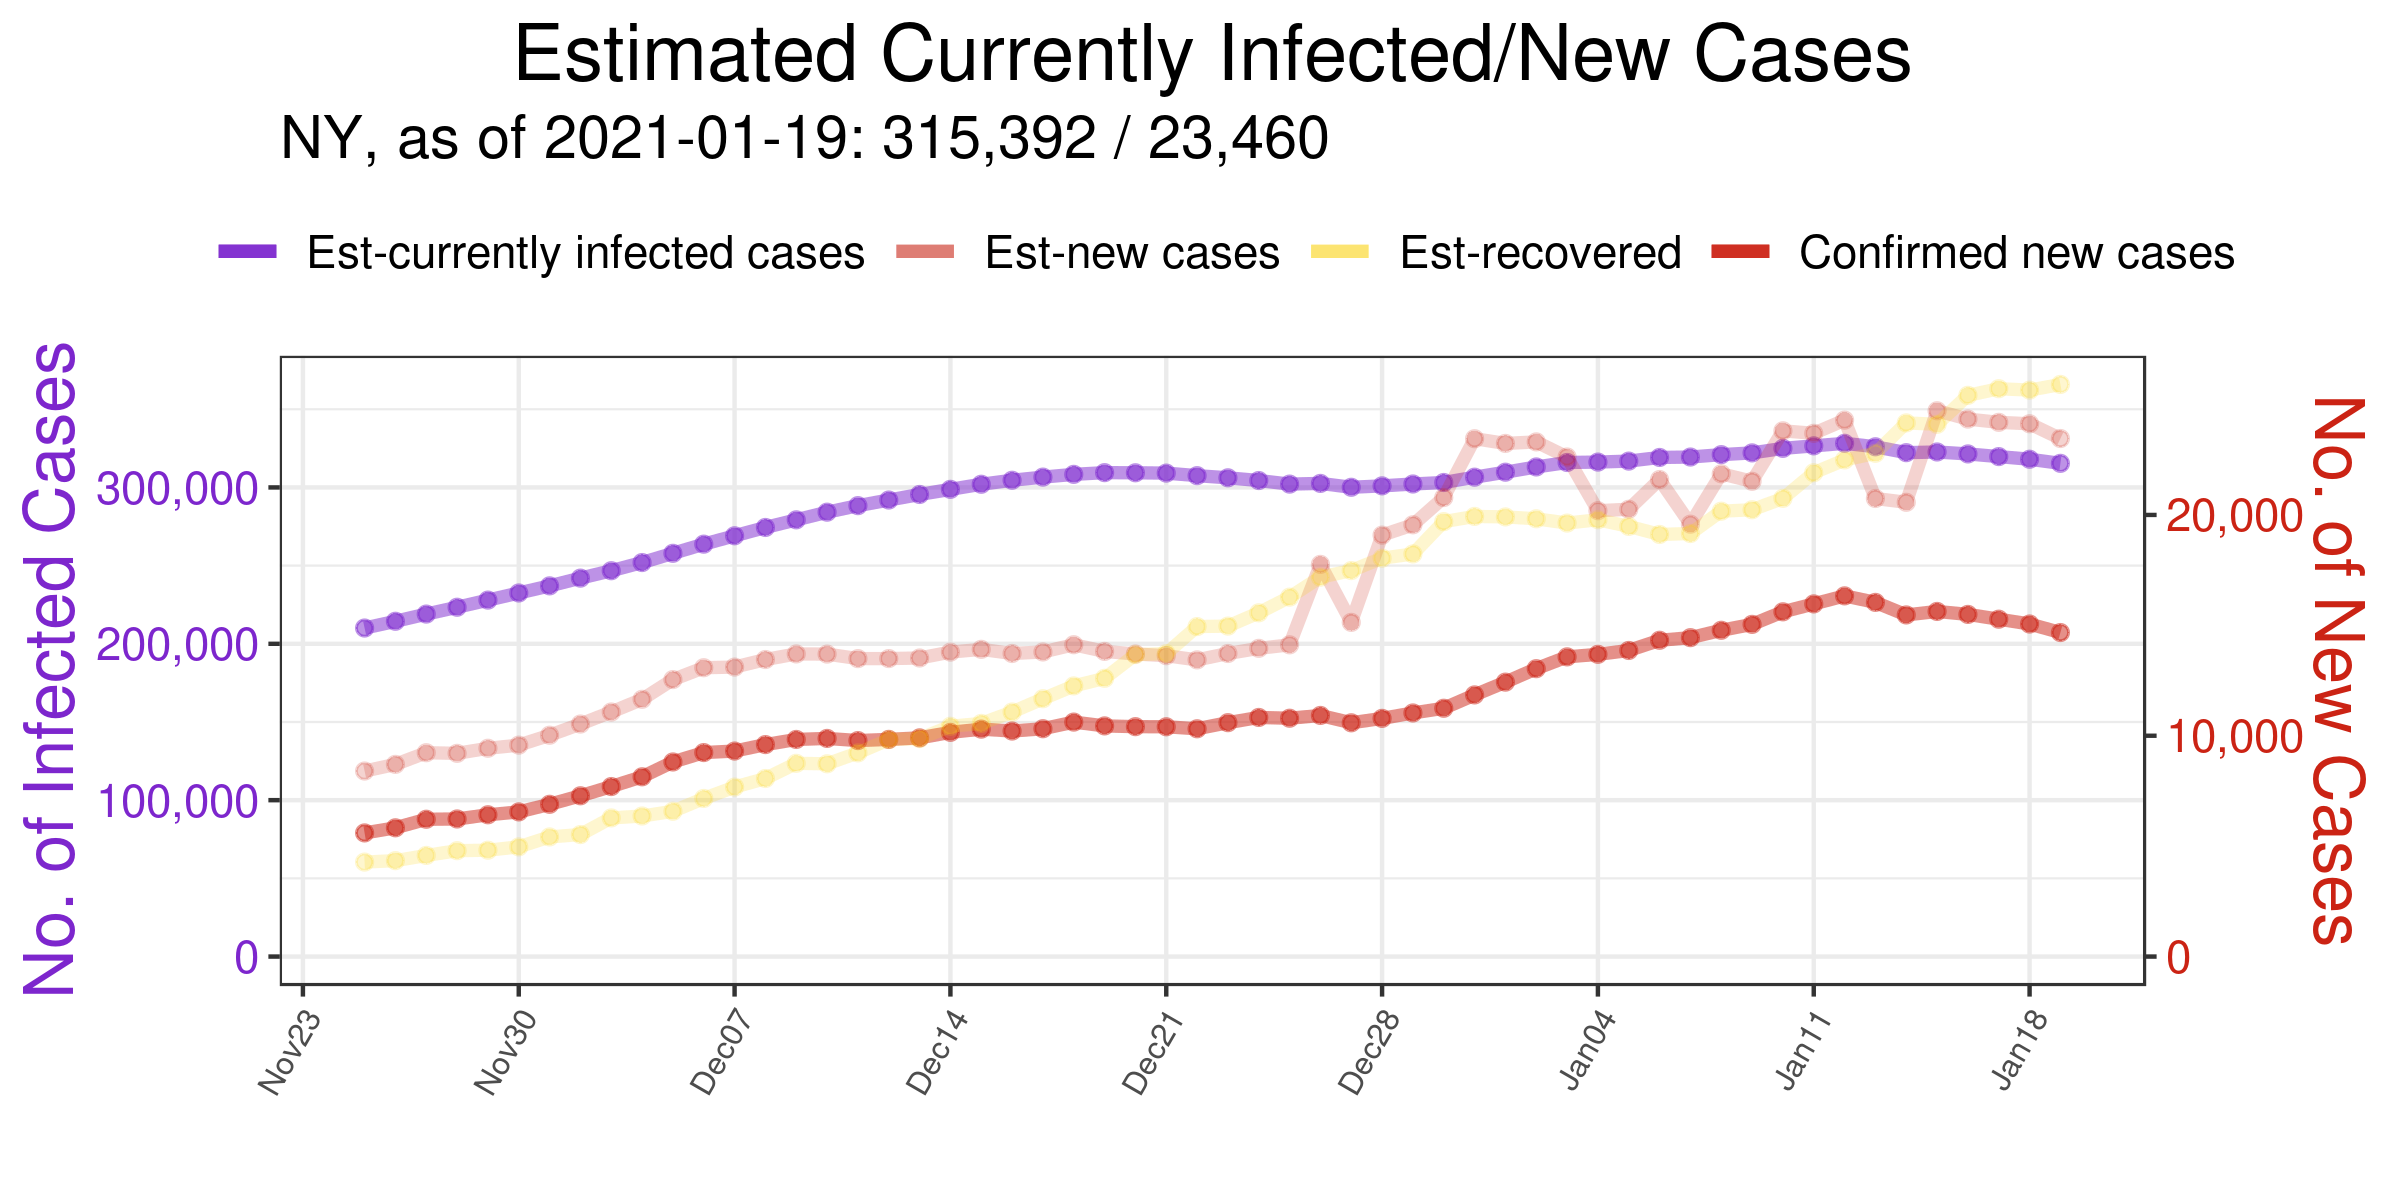 Estimated Currently Infected/New Cases
NY, as of 2021-01-19: 315,392 / 23,460
Est-currently infected cases Est-new cases Est-recovered Confirmed new cases
No. of Infected Cases
300,000
200,000
100,000
0
20,000
10,000
0
No. of New Cases
Nov23 Nov30 Dec07 Dec14 Dec21 Dec28 Jan04 Jan11 Jan18